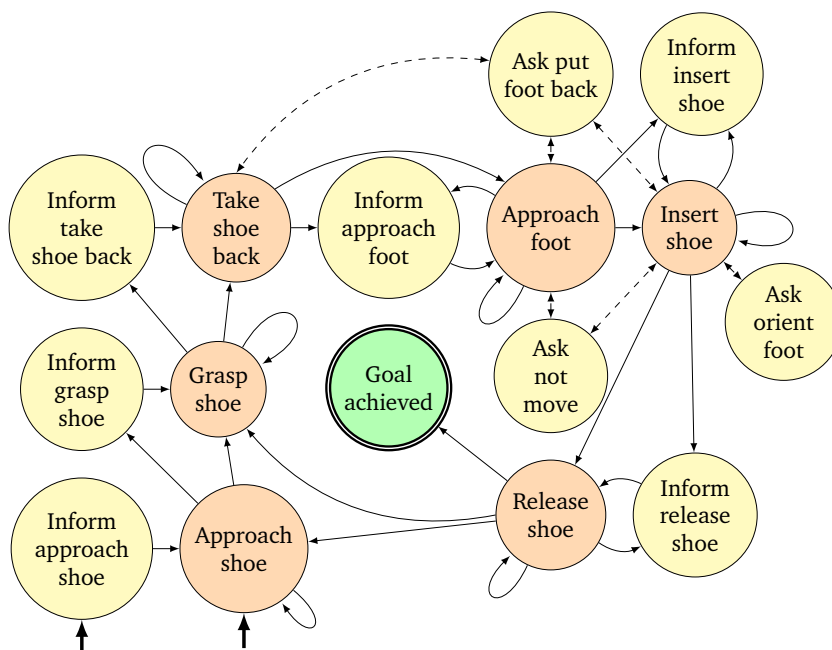 Ask put
foot back
Inform
insert
shoe
Inform
take
shoe back
Take
shoe
back
Inform
approach
foot
Approach
foot
Insert
shoe
Ask
orient
foot
Inform
grasp
shoe
Grasp
shoe
Goal
achieved
Ask
not
move
Inform
approach
shoe
Approach
shoe
Release
shoe
Inform
release
shoe